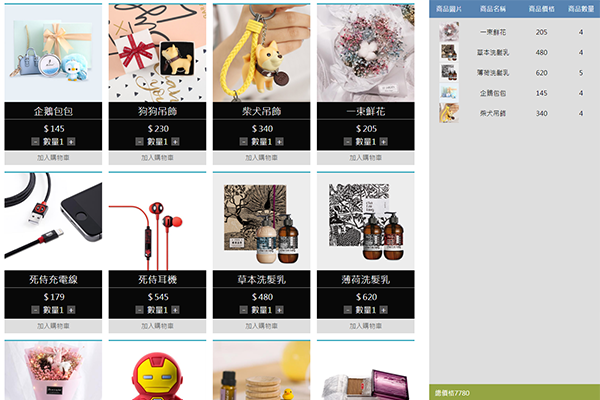 企鵝包包
$ 145
- 數量1 +
加入購物車
狗狗吊飾
$ 230
- 數量1 +
加入購物車
柴犬吊飾
$ 340
- 數量1 +
加入購物車
一束鮮花
$ 205
- 數量1 +
加入購物車
死侍充電線
$ 179
- 數量1 +
加入購物車
死侍耳機
$ 545
- 數量1 +
加入購物車
草本洗髮乳
$ 480
- 數量1 +
加入購物車
薄荷洗髮乳
$ 620
- 數量1 +
加入購物車
商品圖片 商品名稱 商品價格 商品數量
一束鮮花 205 4
草本洗髮乳 480 4
薄荷洗髮乳 620 5
企鵝包包 145 4
柴犬吊飾 340 4
總價格7780